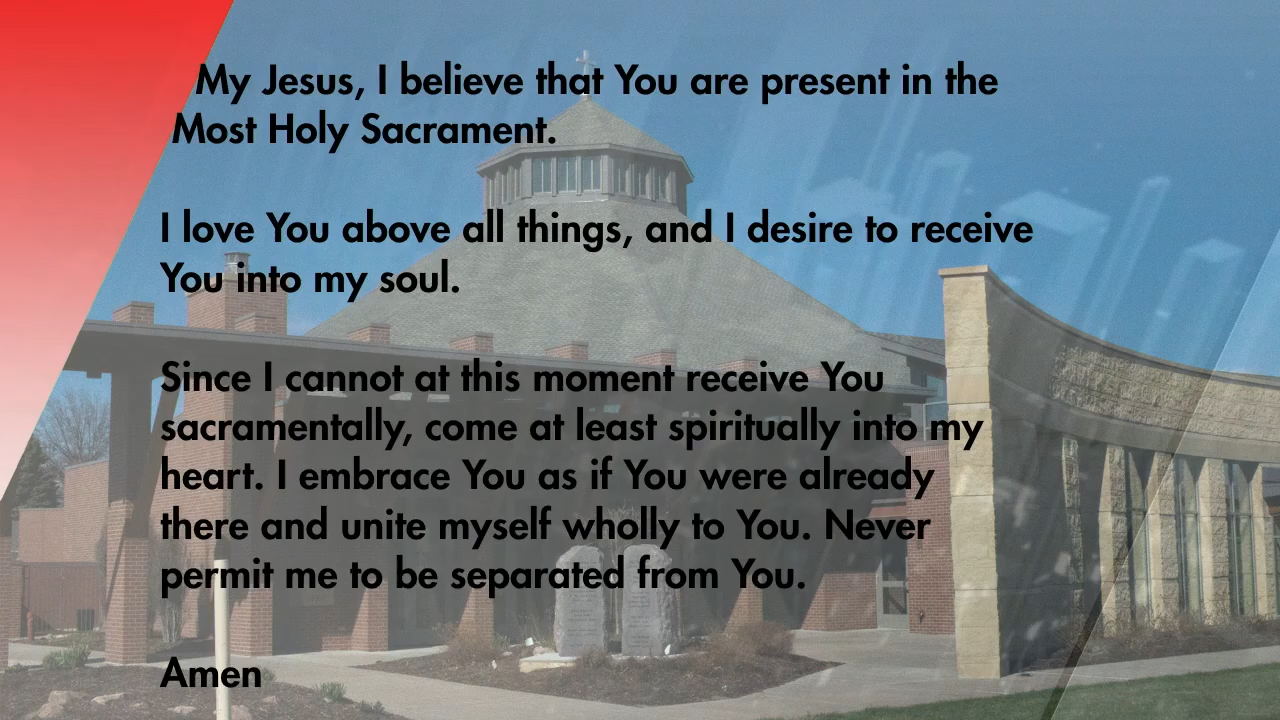 My Jesus, I believe that You are present in the
Most Holy Sacrament.
I love You above all things, and I desire to receive
You into my soul.
Since I cannot at this moment receive You
sacramentally, come at least spiritually into my
heart. I embrace You as if You were already
there and unite myself wholly to You. Never
permit me to be separated from You.
Amen